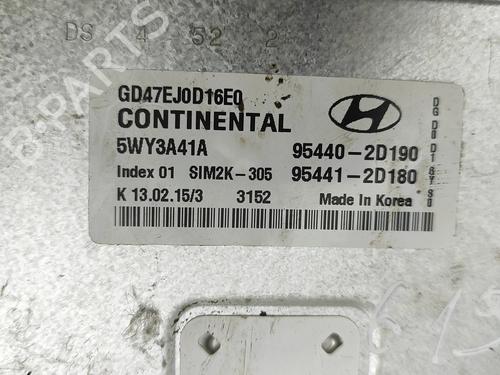 DS 4 52 2
GD47EJ0D16E0
CONTINENTAL
5WY3A41A 95440-2D190
Index 01 SIM2K-305 95441-2D180
K 13.02.15/3 3152 Made in Korea
B-PARTS